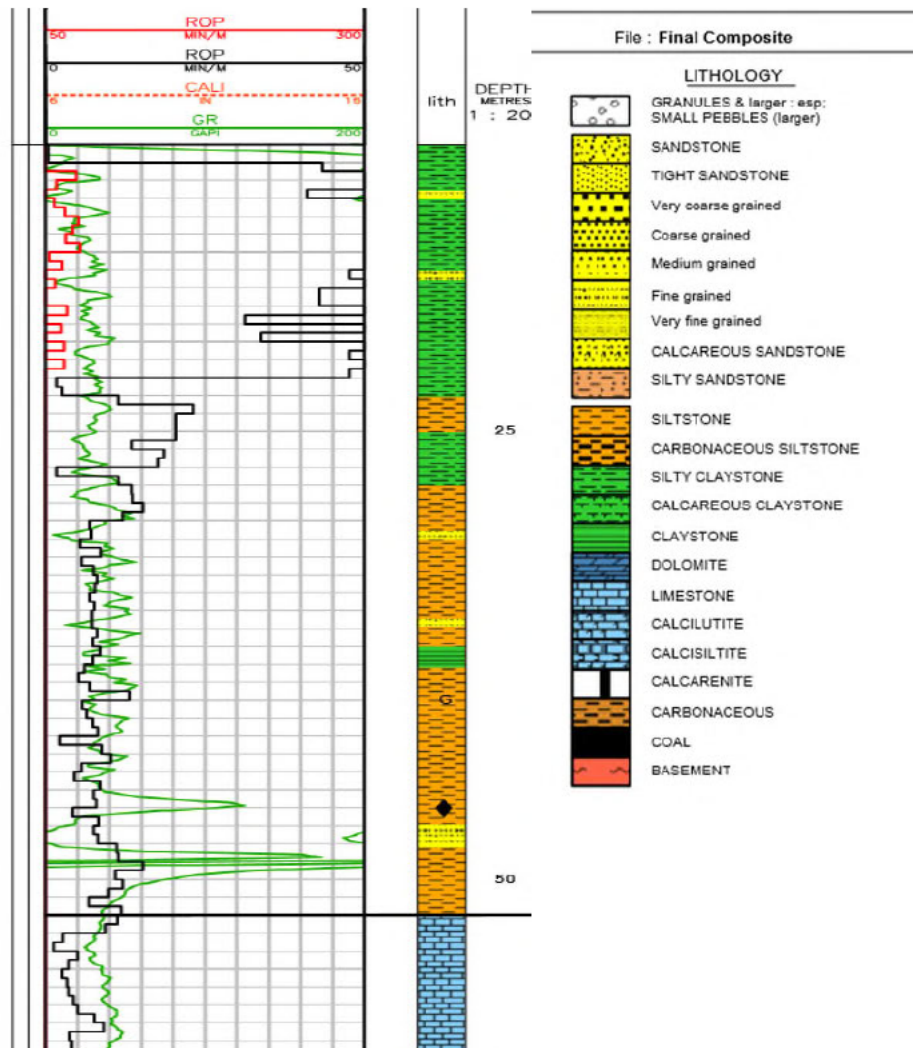 ROP
50 MIN/M 300
ROP
0 MIN/M 50
CALI
6 IN 15
GR
0 GAPI 200
lith
DEPTH
METRES
1 : 20
25
G
50
File : Final Composite
LITHOLOGY
GRANULES & larger : esp:
SMALL PEBBLES (larger)
SANDSTONE
TIGHT SANDSTONE
Very coarse grained
Coarse grained
Medium grained
Fine grained
Very fine grained
CALCAREOUS SANDSTONE
SILTY SANDSTONE
SILTSTONE
CARBONACEOUS SILTSTONE
SILTY CLAYSTONE
CALCAREOUS CLAYSTONE
CLAYSTONE
DOLOMITE
LIMESTONE
CALCILUTITE
CALCISILTITE
CALCARENITE
CARBONACEOUS
COAL
BASEMENT